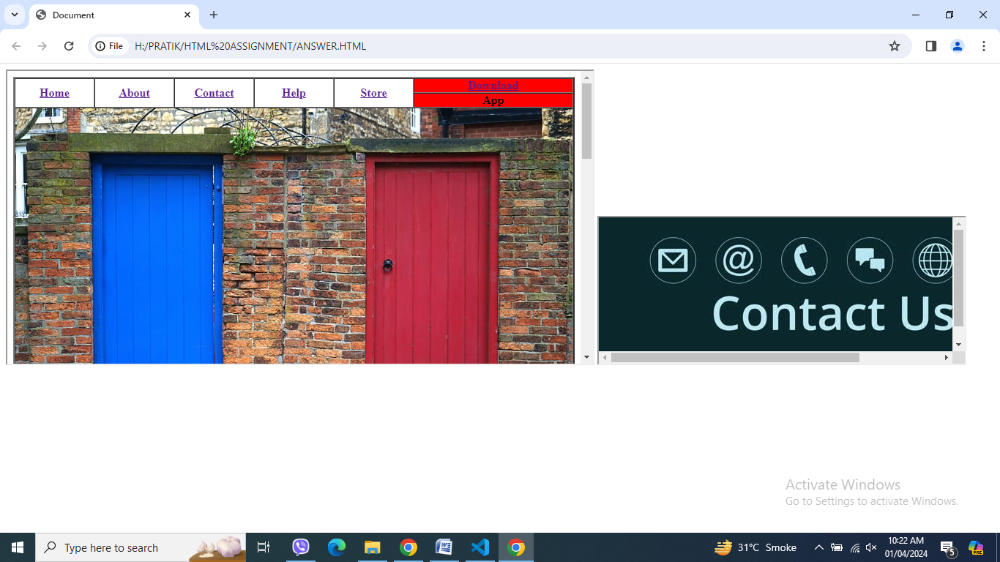 Document
File
H:/PRATIK/HTML%20ASSIGNMENT/ANSWER.HTML
Home About Contact Help Store Download
App
Contact Us
Activate Windows
Go to Settings to activate Windows.
Type here to search
31°C Smoke
10:22 AM
01/04/2024
5
PRE